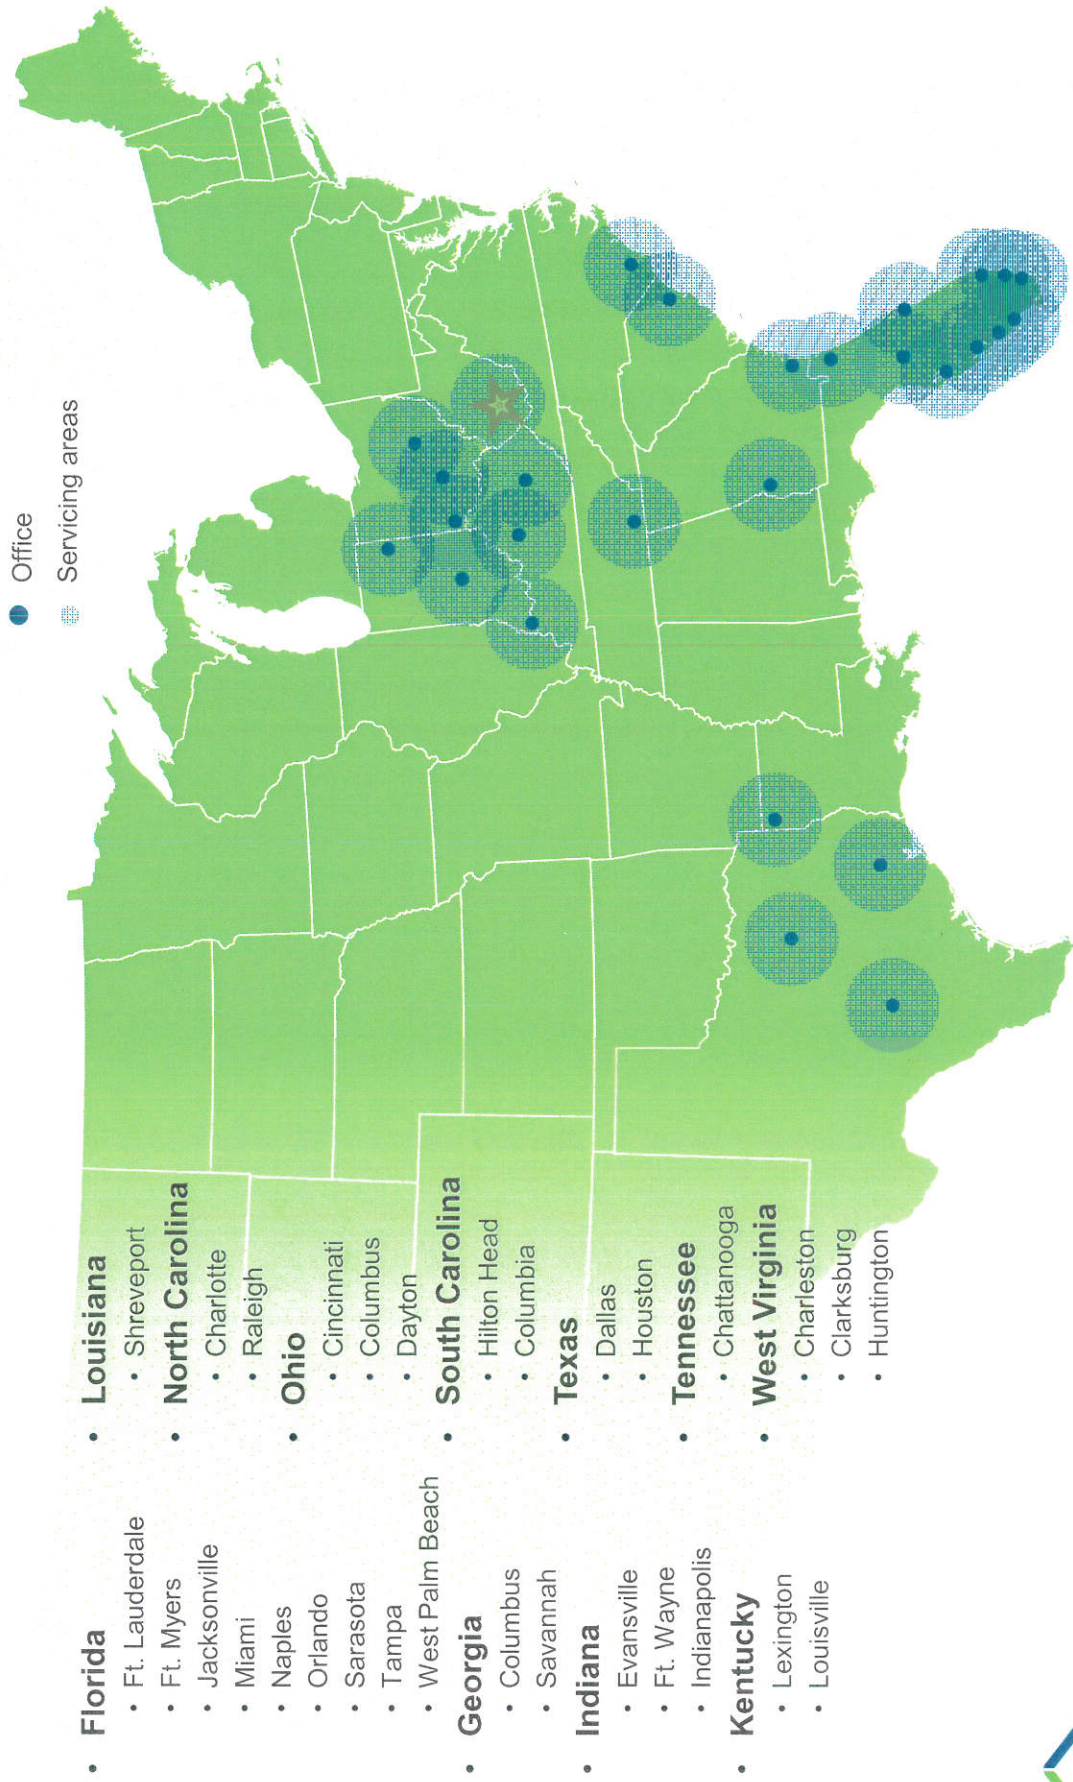 Office
Servicing areas
• Florida
• Ft. Lauderdale
• Ft. Myers
• Jacksonville
• Miami
• Naples
• Orlando
• Sarasota
• Tampa
• West Palm Beach
• Georgia
• Columbus
• Savannah
• Indiana
• Evansville
• Ft. Wayne
• Indianapolis
• Kentucky
• Lexington
• Louisville
• Louisiana
• Shreveport
• North Carolina
• Charlotte
• Raleigh
• Ohio
• Cincinnati
• Columbus
• Dayton
• South Carolina
• Hilton Head
• Columbia
• Texas
• Dallas
• Houston
• Tennessee
• Chattanooga
• West Virginia
• Charleston
• Clarksburg
• Huntington